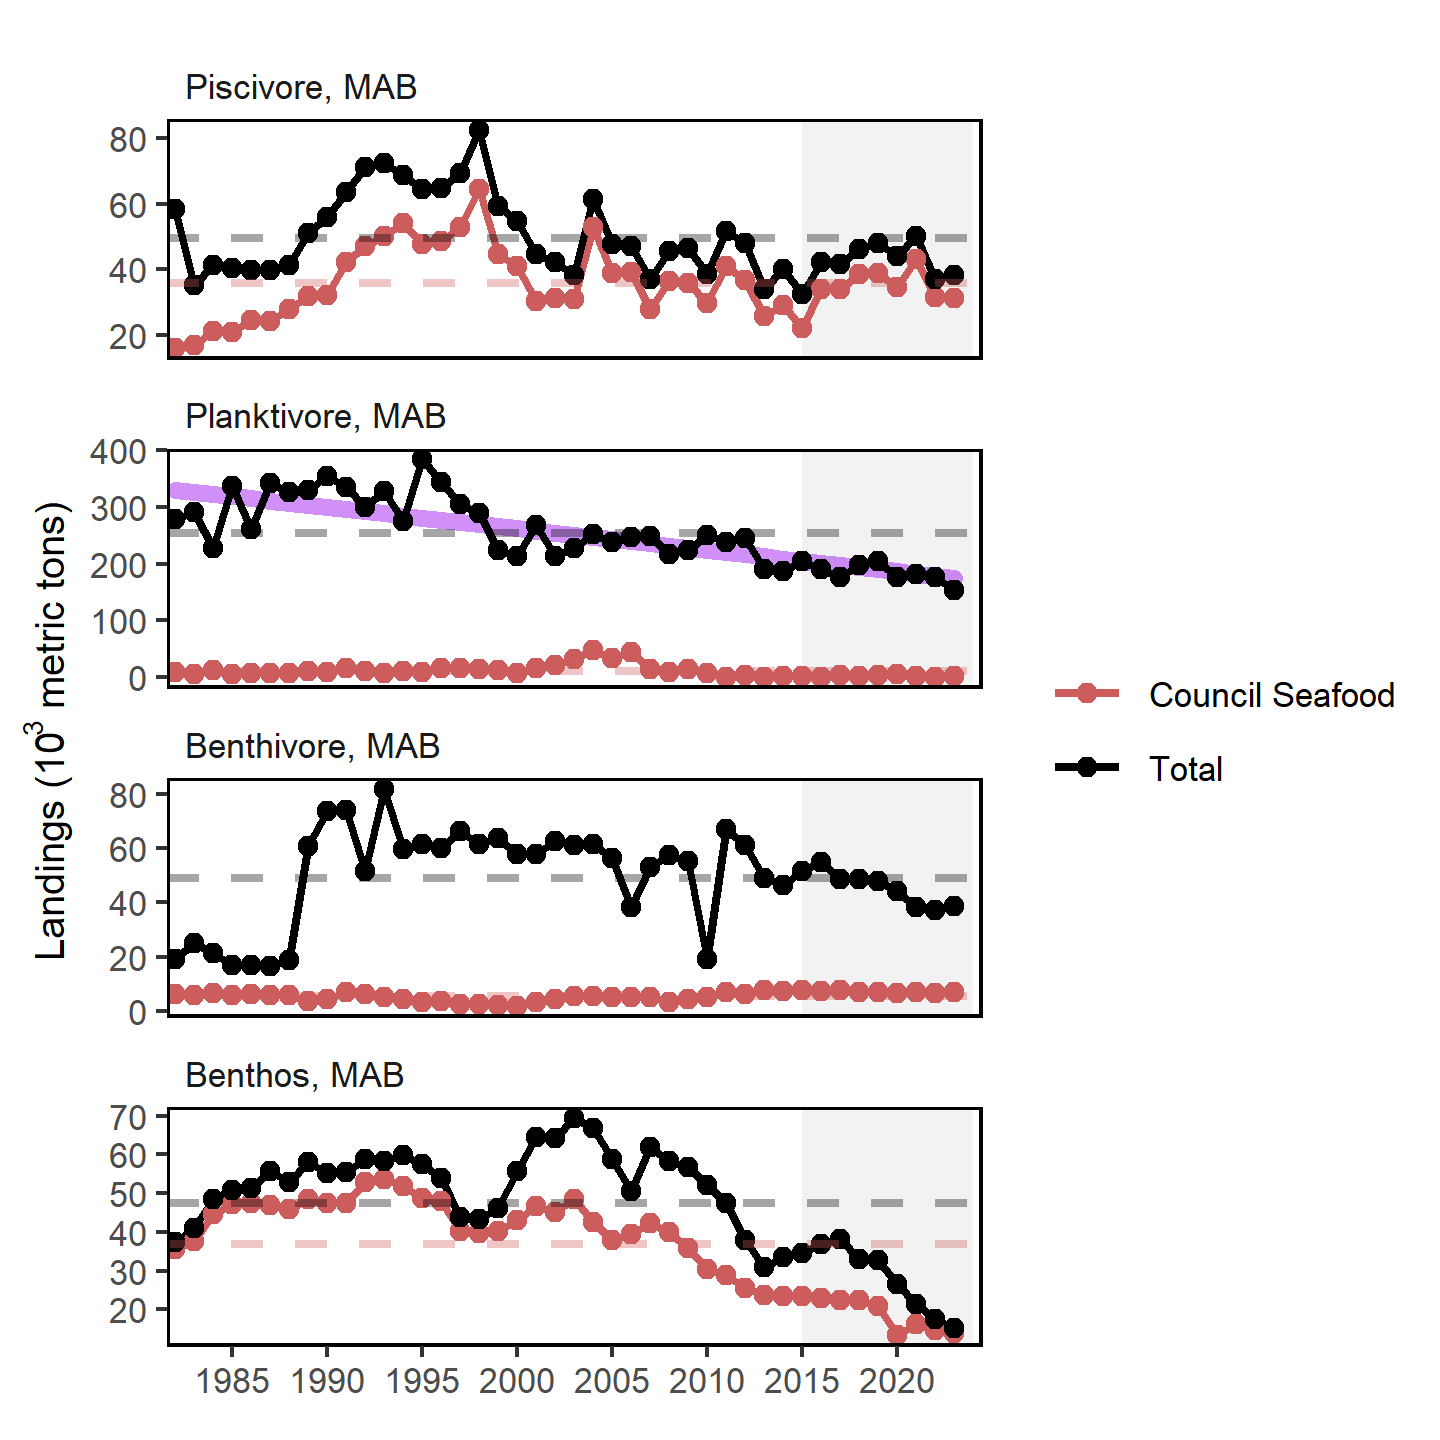 Piscivore, MAB
80
60
40
20
Planktivore, MAB
400
300
200
100
0
Benthivore, MAB
80
60
40
20
0
Benthos, MAB
70
60
50
40
30
20
1985 1990 1995 2000 2005 2010 2015 2020
Landings (10³ metric tons)
Council Seafood
Total